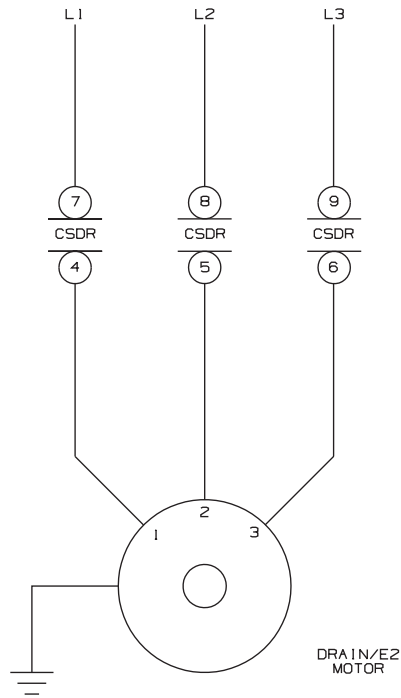 L1 L2 L3
7 8 9
CSDR CSDR CSDR
4 5 6
2
1 3
DRAIN/E2
MOTOR